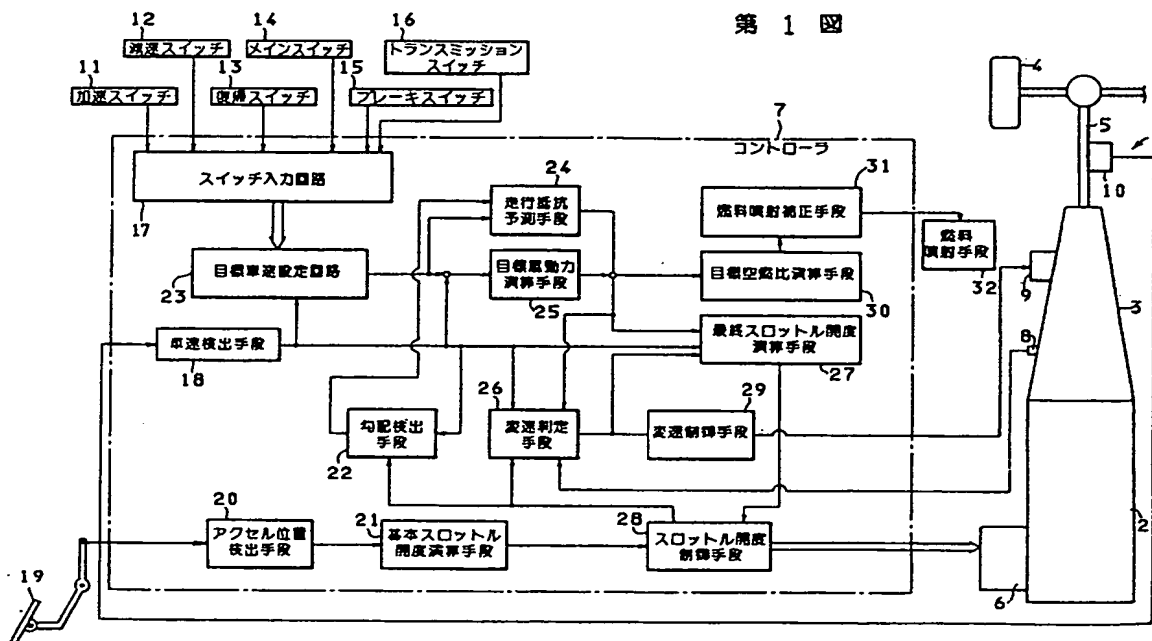 第 1 図
12
減速スイッチ
14
メインスイッチ
16
トランスミッション
スイッチ
11
加速スイッチ
13
復帰スイッチ
15
ブレーキスイッチ
4
5
10
7
コントローラ
スイッチ入力回路
17
24
走行抵抗
予測手段
31
燃料噴射補正手段
燃料
噴射手段
32
目標車速設定回路
23
目標駆動力
演算手段
25
目標空燃比演算手段
30
9
3
車速検出手段
18
最終スロットル開度
演算手段
27
8
勾配検出
手段
22
26
変速判定
手段
29
変速制御手段
20
アクセル位置
検出手段
21
基本スロットル
開度演算手段
28
スロットル開度
制御手段
2
6
19